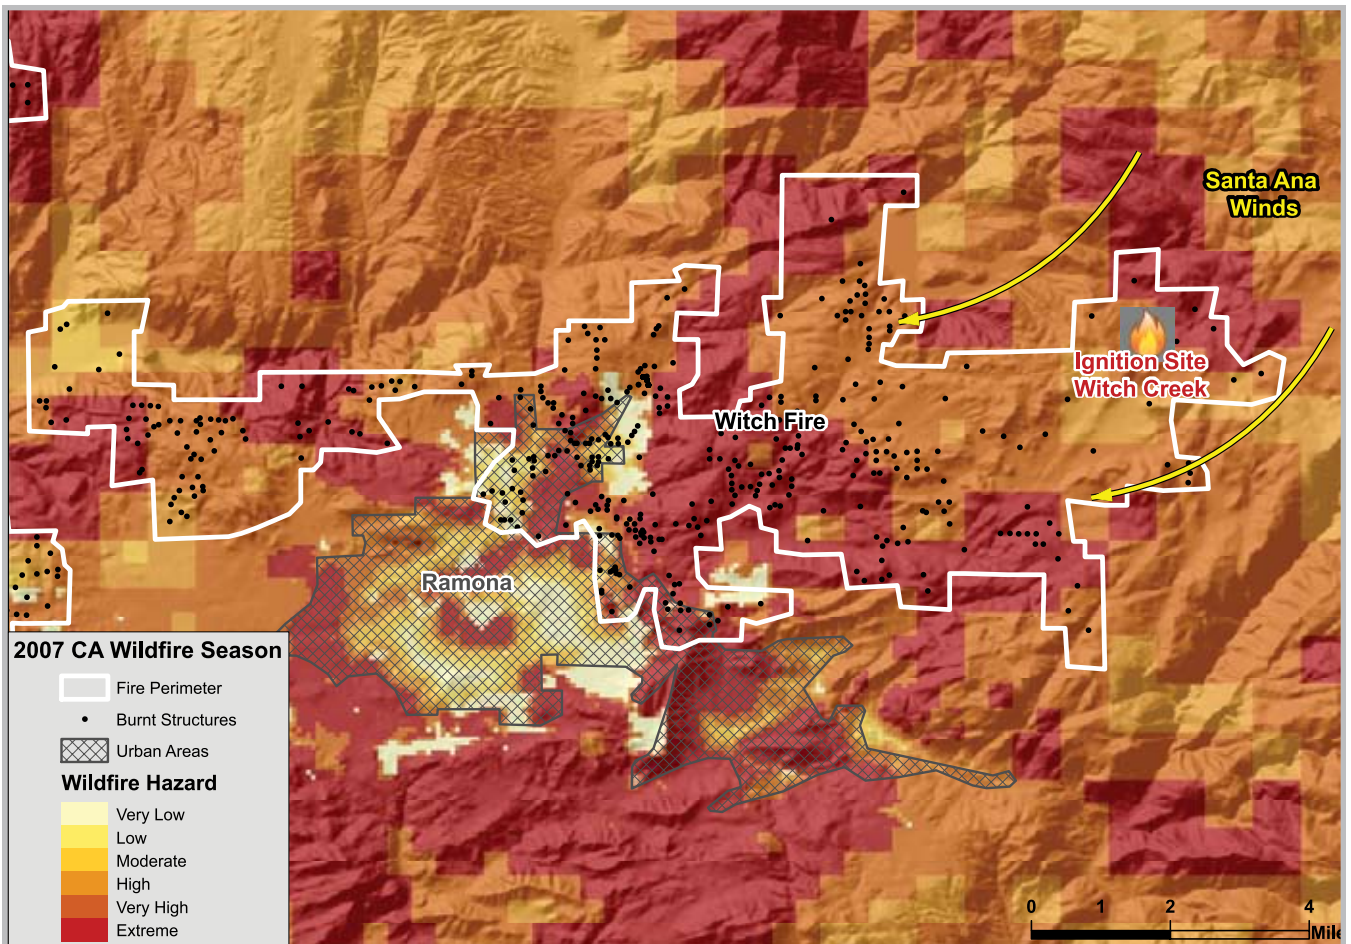 Santa Ana
Winds
Ignition Site
Witch Creek
Witch Fire
Ramona
2007 CA Wildfire Season
Fire Perimeter
Burnt Structures
Urban Areas
Wildfire Hazard
Very Low
Low
Moderate
High
Very High
Extreme
0 1 2 4
Mile